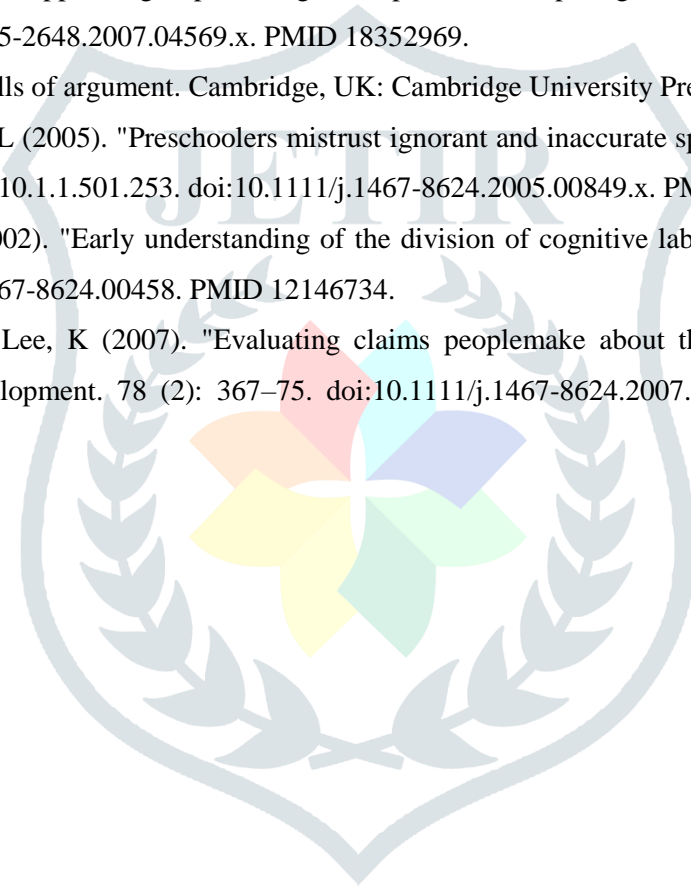 5-2648.2007.04569.x. PMID 18352969.
lls of argument. Cambridge, UK: Cambridge University Pre
L (2005). "Preschoolers mistrust ignorant and inaccurate sp
10.1.1.501.253. doi:10.1111/j.1467-8624.2005.00849.x. PM
002). "Early understanding of the division of cognitive lab
67-8624.00458. PMID 12146734.
Lee, K (2007). "Evaluating claims peoplemake about th
lopment. 78 (2): 367–75. doi:10.1111/j.1467-8624.2007.
JETIR